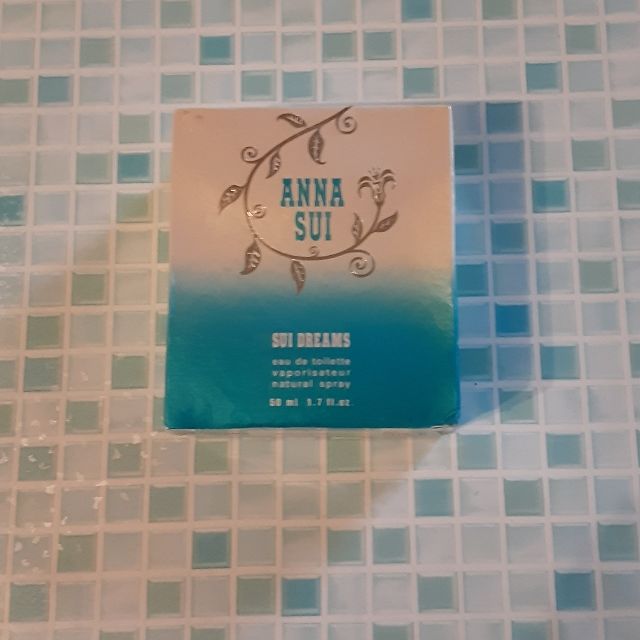 ANNA
SUI
SUI DREAMS
eau de toilette
vaporisateur
natural spray
50 ml 1.7 fl.oz.